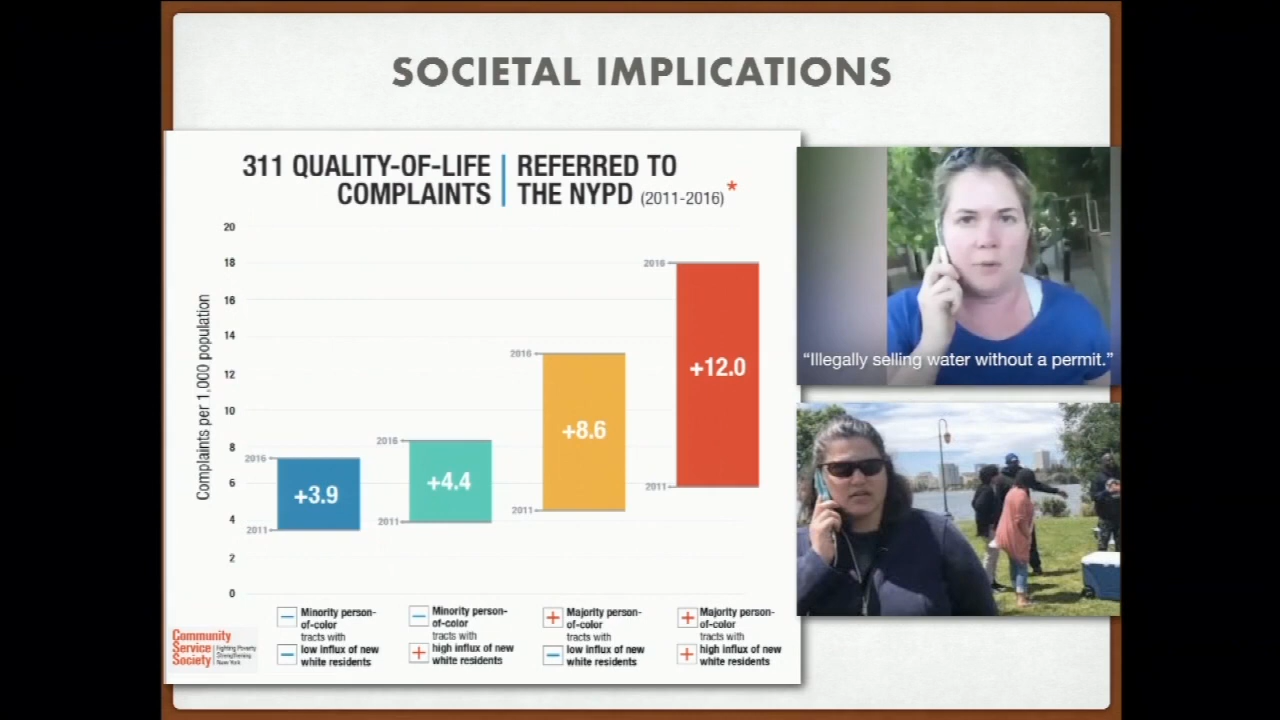 SOCIETAL IMPLICATIONS
311 QUALITY-OF-LIFE
COMPLAINTS
REFERRED TO
THE NYPD (2011-2016)*
Complaints per 1,000 population
20
18
16
14
12
10
8
6
4
2
0
2016
+3.9
2011
2016
+4.4
2011
2016
+8.6
2011
2016
+12.0
2011
Minority person-
of-color
tracts with
low influx of new
white residents
Minority person-
of-color
tracts with
high influx of new
white residents
Majority person-
of-color
tracts with
low influx of new
white residents
Majority person-
of-color
tracts with
high influx of new
white residents
Community
Service
Society
Fighting Poverty
Strengthening
New York
“Illegally selling water without a permit.”